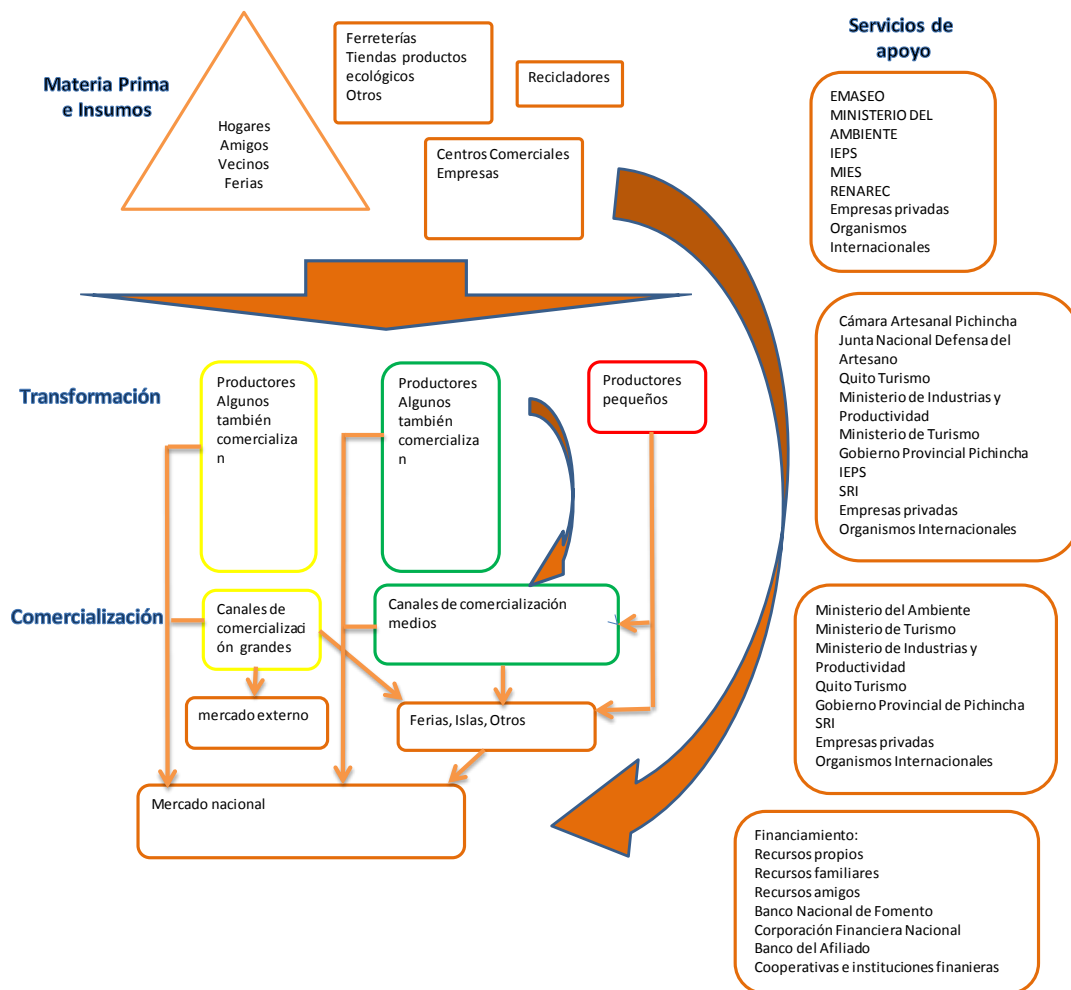 Materia Prima
e Insumos
Hogares
Amigos
Vecinos
Ferias
Ferreterías
Tiendas productos
ecológicos
Otros
Recicladores
Centros Comerciales
Empresas
Servicios de
apoyo
EMASEO
MINISTERIO DEL
AMBIENTE
IEPS
MIES
RENAREC
Empresas privadas
Organismos
Internacionales
Transformación
Productores
Algunos
también
comercializa
n
Productores
Algunos
también
comercializa
n
Productores
pequeños
Cámara Artesanal Pichincha
Junta Nacional Defensa del
Artesano
Quito Turismo
Ministerio de Industrias y
Productividad
Ministerio de Turismo
Gobierno Provincial Pichincha
IEPS
SRI
Empresas privadas
Organismos Internacionales
Comercialización
Canales de
comercializaci
ón grandes
Canales de comercialización
medios
mercado externo
Ferias, Islas, Otros
Mercado nacional
Ministerio del Ambiente
Ministerio de Turismo
Ministerio de Industrias y
Productividad
Quito Turismo
Gobierno Provincial de Pichincha
SRI
Empresas privadas
Organismos Internacionales
Financiamiento:
Recursos propios
Recursos familiares
Recursos amigos
Banco Nacional de Fomento
Corporación Financiera Nacional
Banco del Afiliado
Cooperativas e instituciones finanieras